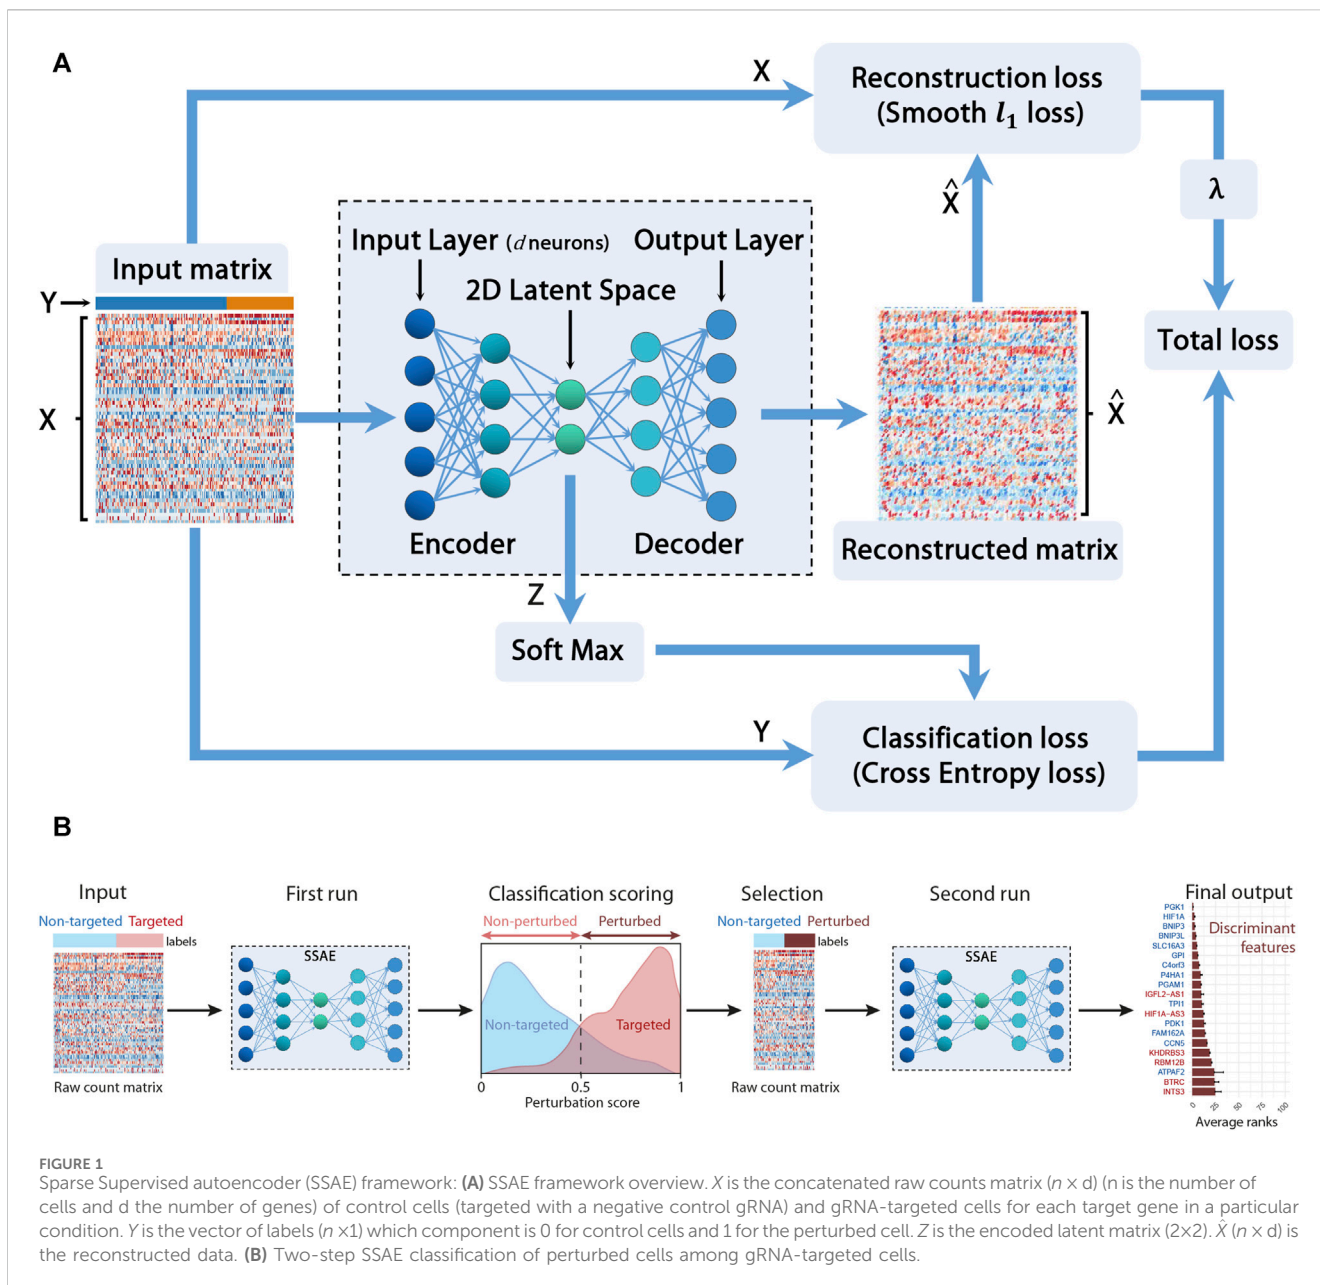 A
X
Reconstruction loss
(Smooth l1 loss)
λ
X̂
Input Layer (d neurons)
Output Layer
Input matrix
2D Latent Space
Y
Total loss
X
X̂
Encoder
Decoder
Reconstructed matrix
Z
Soft Max
Y
Classification loss
(Cross Entropy loss)
B
Input
First run
Classification scoring
Selection
Second run
Final output
Non-targeted Targeted
labels
SSAE
Non-perturbed Perturbed
Non-targeted
Targeted
0 0.5 1
Perturbation score
Non-targeted Perturbed
labels
SSAE
Raw count matrix
Raw count matrix
Discriminant
features
PGK1
HIF1A
BNIP3
BNIP3L
SLC16A3
GPI
C4orf3
P4HA1
PGAM1
IGFL2-AS1
TPI1
HIF1A-AS3
PDK1
FAM162A
CCN5
KHDRBS3
RBM12B
ATPAF2
BTRC
INTS3
0 25 50 75 100
Average ranks
FIGURE 1
Sparse Supervised autoencoder (SSAE) framework: (A) SSAE framework overview. X is the concatenated raw counts matrix (n × d) (n is the number of
cells and d the number of genes) of control cells (targeted with a negative control gRNA) and gRNA-targeted cells for each target gene in a particular
condition. Y is the vector of labels (n ×1) which component is 0 for control cells and 1 for the perturbed cell. Z is the encoded latent matrix (2×2). X̂ (n × d) is
the reconstructed data. (B) Two-step SSAE classification of perturbed cells among gRNA-targeted cells.